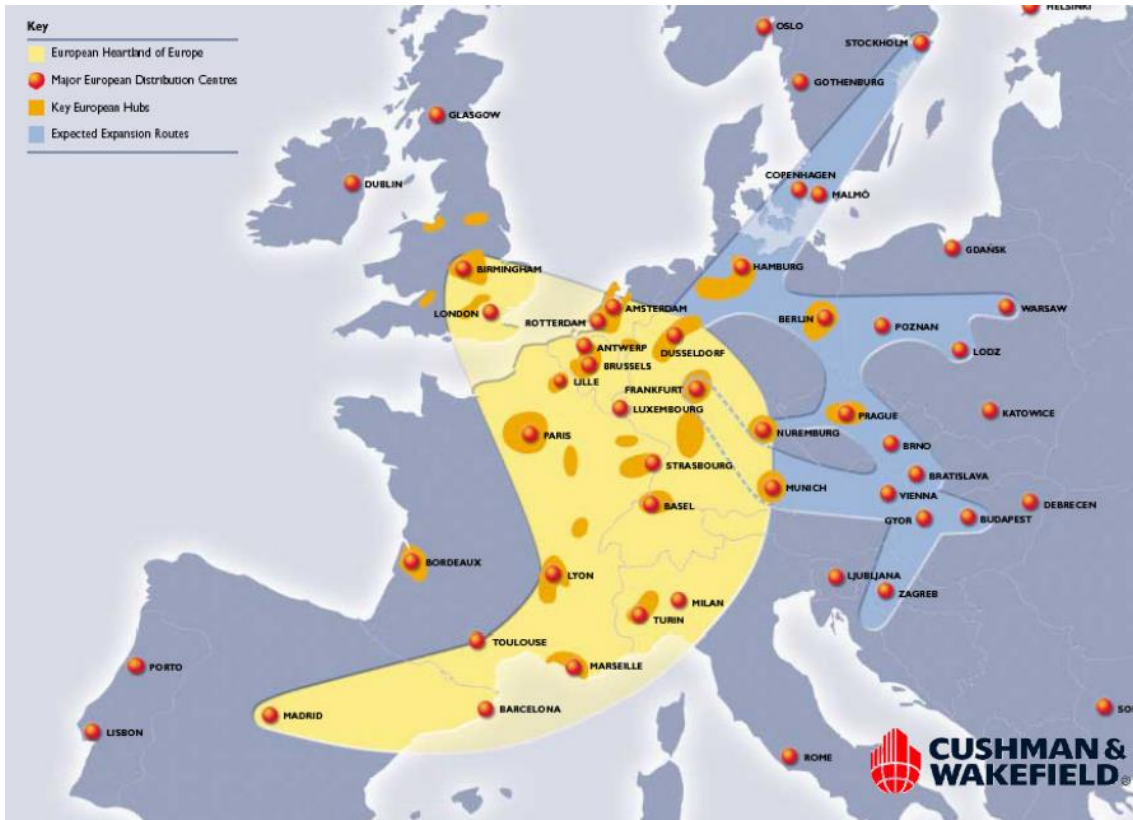 Key
European Heartland of Europe
Major European Distribution Centres
Key European Hubs
Expected Expansion Routes
HELSINKI
OSLO
STOCKHOLM
GOTHENBURG
GLASGOW
COPENHAGEN
DUBLIN
MALMÖ
GDAŃSK
BIRMINGHAM
HAMBURG
LONDON
AMSTERDAM
ROTTERDAM
BERLIN
POZNAN
WARSAW
ANTWERP
DUSSELDORF
LODZ
BRUSSELS
LILLE
FRANKFURT
LUXEMBOURG
PRAGUE
KATOWICE
PARIS
NUREMBURG
BRNO
STRASBOURG
BRATISLAVA
MUNICH
VIENNA
BASEL
DEBRECEN
GYOR
BUDAPEST
BORDEAUX
LYON
LJUBLJANA
ZAGREB
MILAN
TURIN
TOULOUSE
PORTO
MARSEILLE
MADRID
BARCELONA
SO
LISBON
ROME
CUSHMAN &
WAKEFIELD®